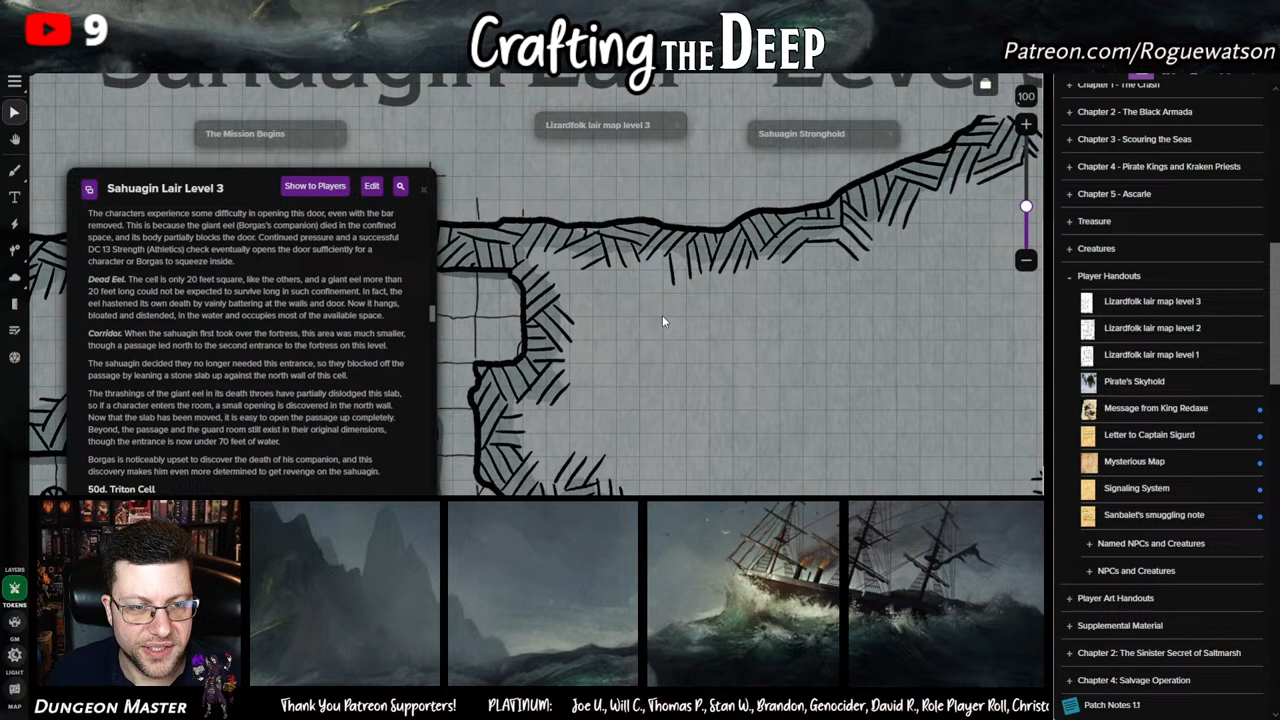 9
Crafting THE DEEP
Patreon.com/Roguewatson
The Mission Begins
Lizardfolk lair map level 3
Sahuagin Stronghold
100
Sahuagin Lair Level 3
Show to Players
Edit
The characters experience some difficulty in opening this door, even with the bar
removed. This is because the giant eel (Borgas's companion) died in the confined
space, and its body partially blocks the door. Continued pressure and a successful
DC 13 Strength (Athletics) check eventually opens the door sufficiently for a
character or Borgas to squeeze inside.
Dead Eel. The cell is only 20 feet square, like the others, and a giant eel more than
20 feet long could not be expected to survive long in such confinement. In fact, the
eel hastened its own death by vainly battering at the walls and door. Now it hangs,
bloated and distended, in the water and occupies most of the available space.
Corridor. When the sahuagin first took over the fortress, this area was much smaller,
though a passage led north to the second entrance to the fortress on this level.
The sahuagin decided they no longer needed this entrance, so they blocked off the
passage by leaning a stone slab up against the north wall of this cell.
The thrashings of the giant eel in its death throes have partially dislodged this slab,
so if a character enters the room, a small opening is discovered in the north wall.
Now that the slab has been moved, it is easy to open the passage up completely.
Beyond, the passage and the guard room still exist in their original dimensions,
though the entrance is now under 70 feet of water.
Borgas is noticeably upset to discover the death of his companion, and this
discovery makes him even more determined to get revenge on the sahuagin.
50d. Triton Cell
Chapter 1 - The Crash
Chapter 2 - The Black Armada
Chapter 3 - Scouring the Seas
Chapter 4 - Pirate Kings and Kraken Priests
Chapter 5 - Ascarle
Treasure
Creatures
Player Handouts
Lizardfolk lair map level 3
Lizardfolk lair map level 2
Lizardfolk lair map level 1
Pirate's Skyhold
Message from King Redaxe
Letter to Captain Sigurd
Mysterious Map
Signaling System
Sanbalet's smuggling note
Named NPCs and Creatures
NPCs and Creatures
Player Art Handouts
Supplemental Material
Chapter 2: The Sinister Secret of Saltmarsh
Chapter 4: Salvage Operation
Patch Notes 1.1
LAYERS
TOKENS
GM
LIGHT
MAP
DUNGEON MASTER
Thank You Patreon Supporters!
PLATINUM:
Joe U., Will C., Thomas P., Stan W., Brandon, Genocider, David R., Role Player Roll, Christ